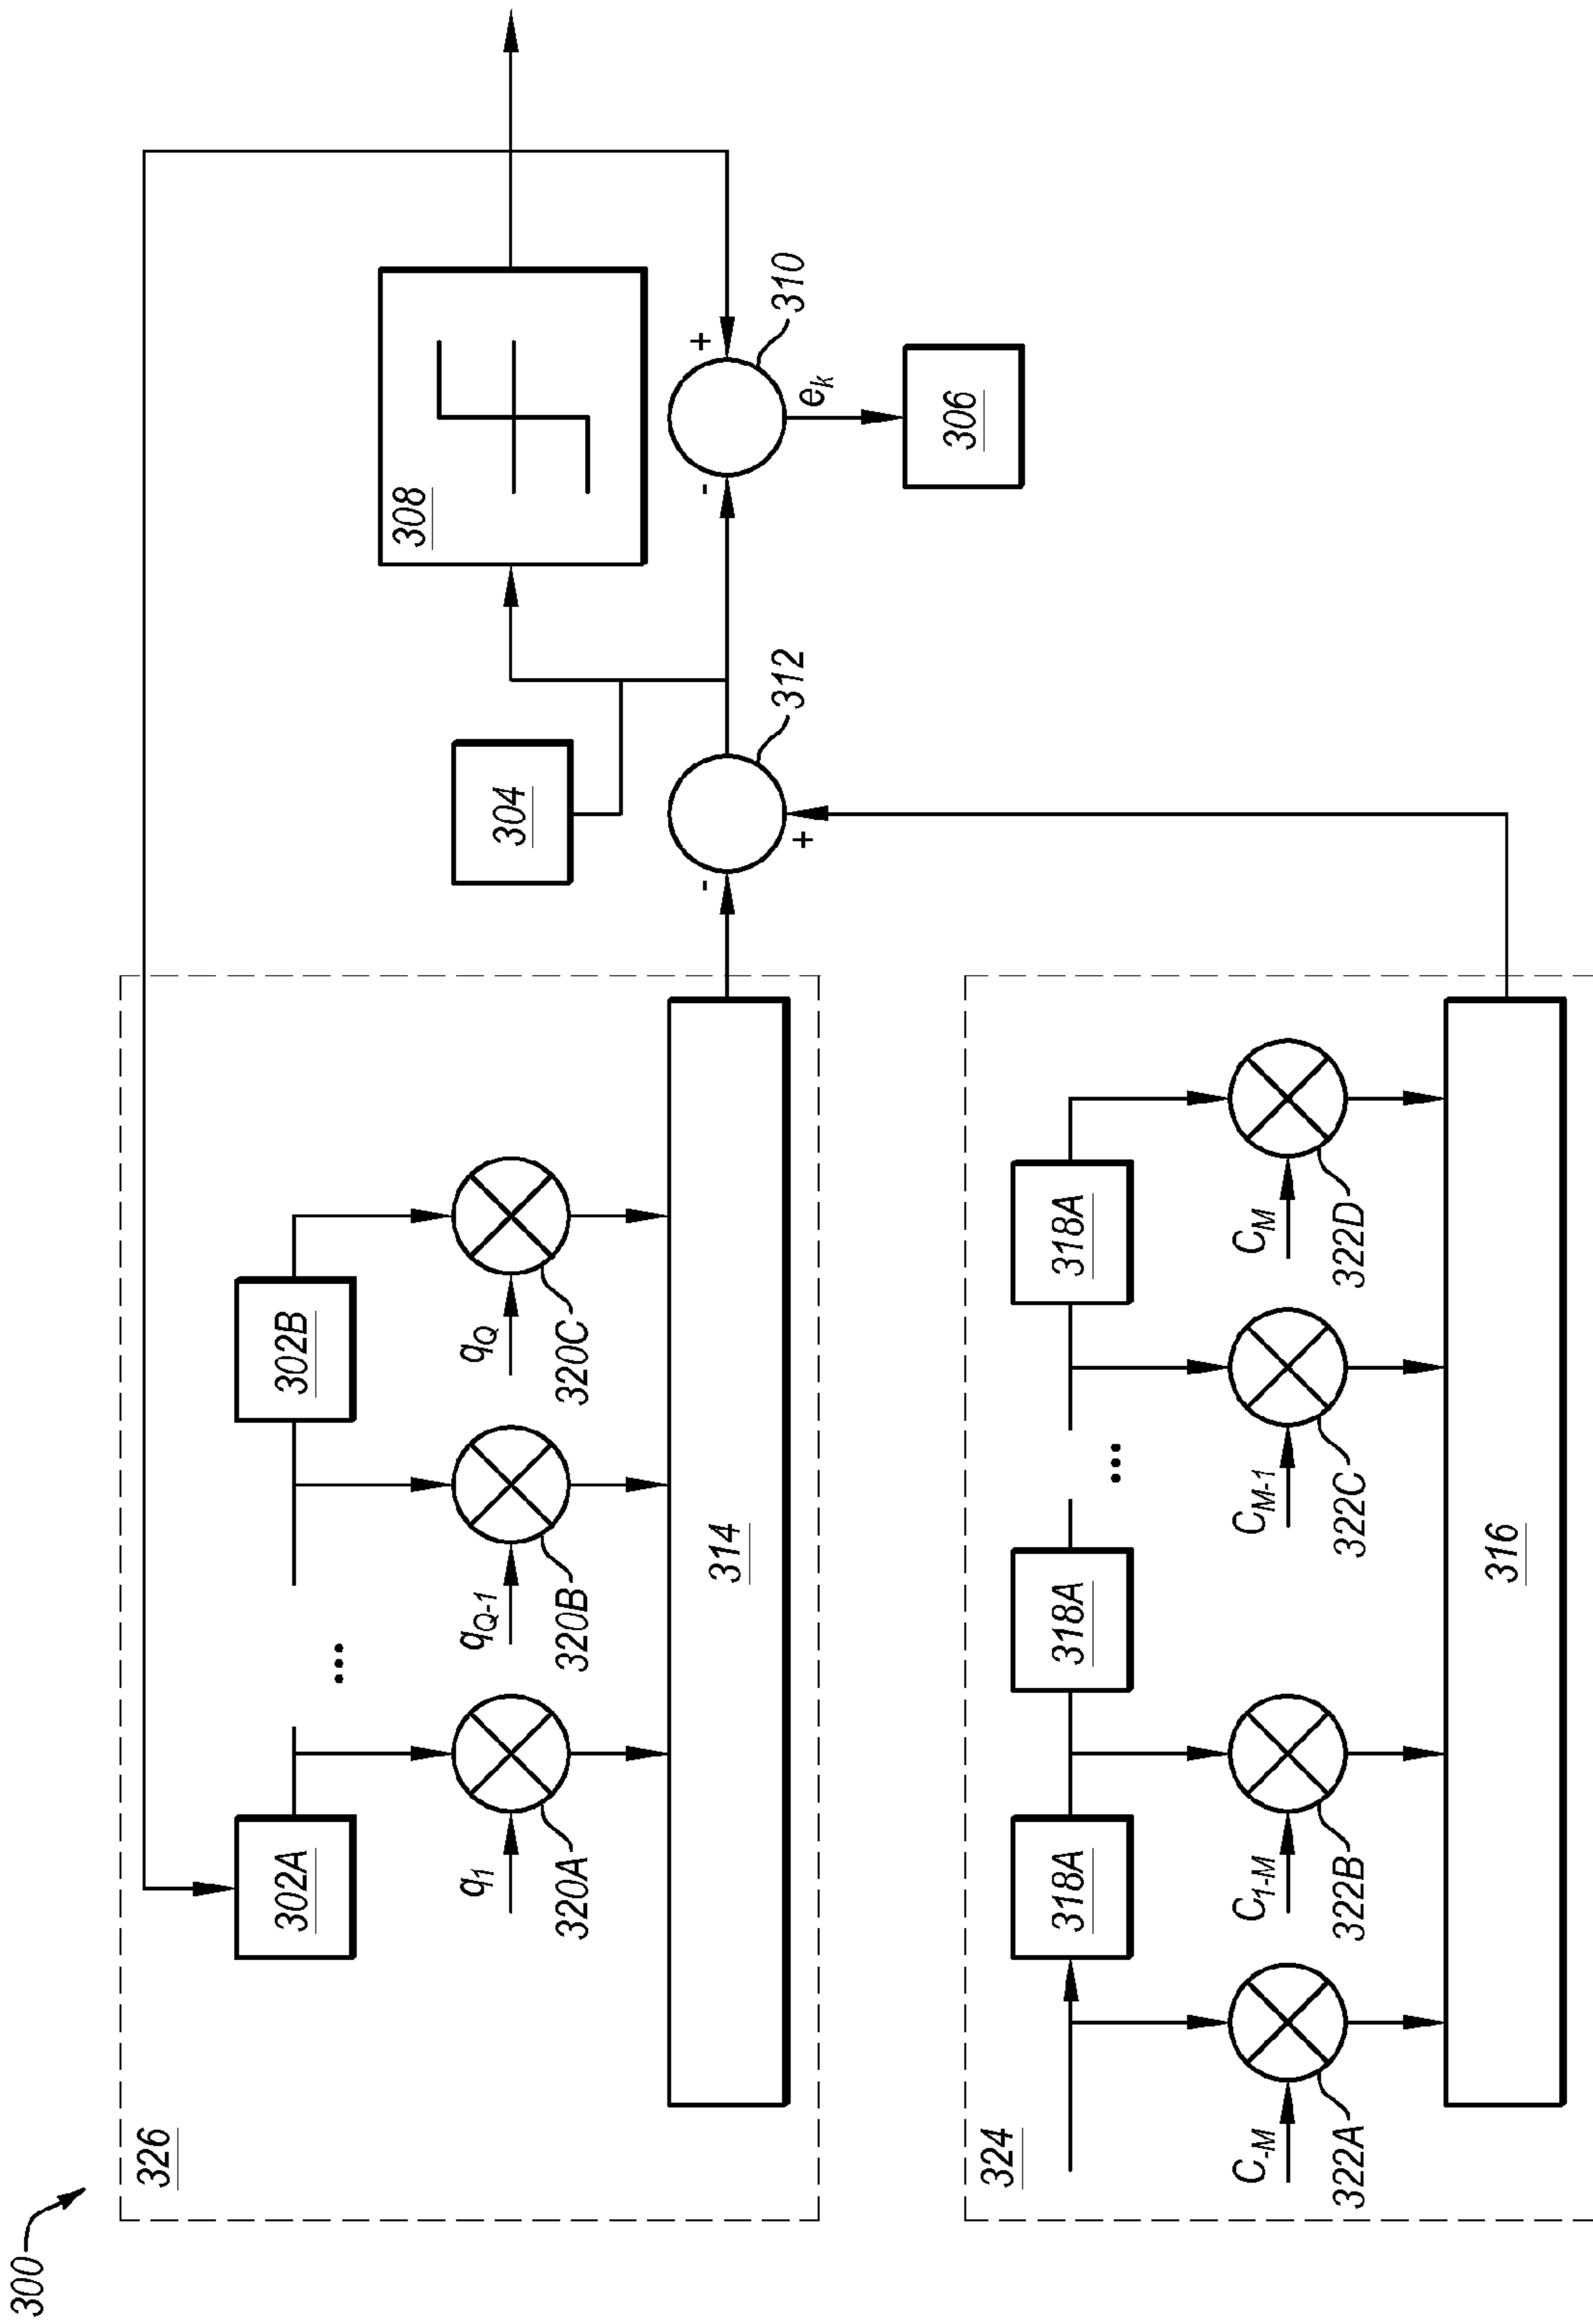 300
326
302A
...
302B
q1
320A
qQ-1
320B
qQ
320C
314
304
308
-
+
312
-
+
310
ek
306
324
318A
318A
...
318A
C-M
322A
C1-M
322B
CM-1
322C
CM
322D
316